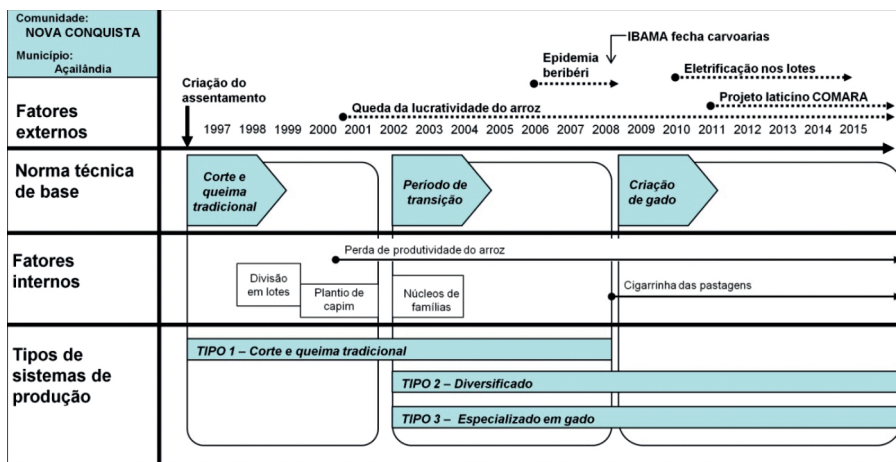 Comunidade:
NOVA CONQUISTA
Município:
Açailândia
IBAMA fecha carvoarias
Epidemia
beribéri
Eletrificação nos lotes
Criação do
assentamento
Projeto laticino COMARA
Queda da lucratividade do arroz
Fatores
externos
1997 1998 1999 2000 2001 2002 2003 2004 2005 2006 2007 2008 2009 2010 2011 2012 2013 2014 2015
Norma técnica
de base
Corte e
queima
tradicional
Período de
transição
Criação
de gado
Fatores
internos
Perda de produtividade do arroz
Divisão
em lotes
Plantio de
capim
Núcleos de
famílias
Cigarrinha das pastagens
Tipos de
sistemas de
produção
TIPO 1 – Corte e queima tradicional
TIPO 2 – Diversificado
TIPO 3 – Especializado em gado